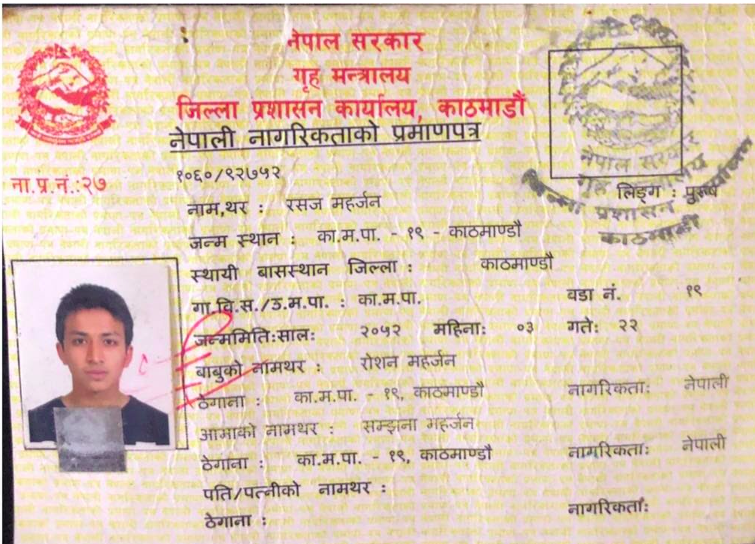 नेपाल सरकार
गृह मन्त्रालय
जिल्ला प्रशासन कार्यालय, काठमाडौं
नेपाली नागरिकताको प्रमाणपत्र
ना.प्र.नं.:२७
१०६०/९२७५२
लिङ्ग : पुरुष
नाम,थर : रसज महर्जन
जन्म स्थान : का.म.पा. - १९ - काठमाण्डौ
स्थायी बासस्थान जिल्ला : काठमाण्डौ
गा.वि.स./उ.म.पा. : का.म.पा. वडा नं. १९
जन्ममिति:साल: २०५२ महिना: ०३ गते: २२
बाबुको नामथर : रोशन महर्जन
ठेगाना : का.म.पा. - १९, काठमाण्डौ नागरिकता: नेपाली
आमाको नामथर : सम्झना महर्जन
ठेगाना : का.म.पा. - १९, काठमाण्डौ नागरिकता: नेपाली
पति/पत्नीको नामथर :
ठेगाना : नागरिकता:
नेपाल सरकार
गृह मन्त्रालय
जिल्ला प्रशासन कार्यालय
काठमाडौं